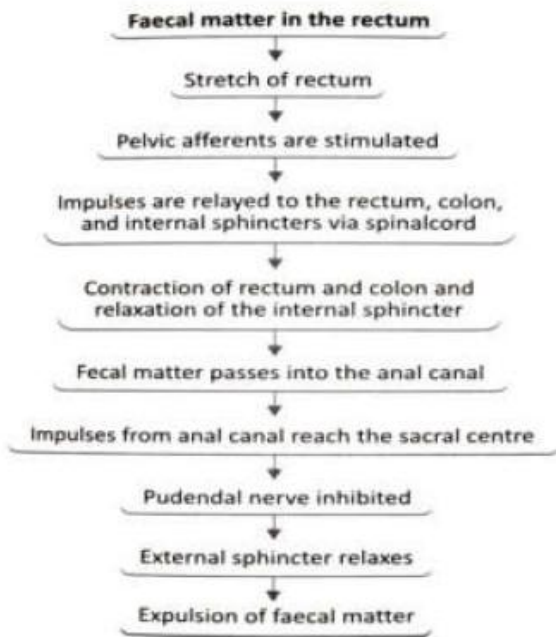 Faecal matter in the rectum
Stretch of rectum
Pelvic afferents are stimulated
Impulses are relayed to the rectum, colon,
and internal sphincters via spinalcord
Contraction of rectum and colon and
relaxation of the internal sphincter
Fecal matter passes into the anal canal
Impulses from anal canal reach the sacral centre
Pudendal nerve inhibited
External sphincter relaxes
Expulsion of faecal matter